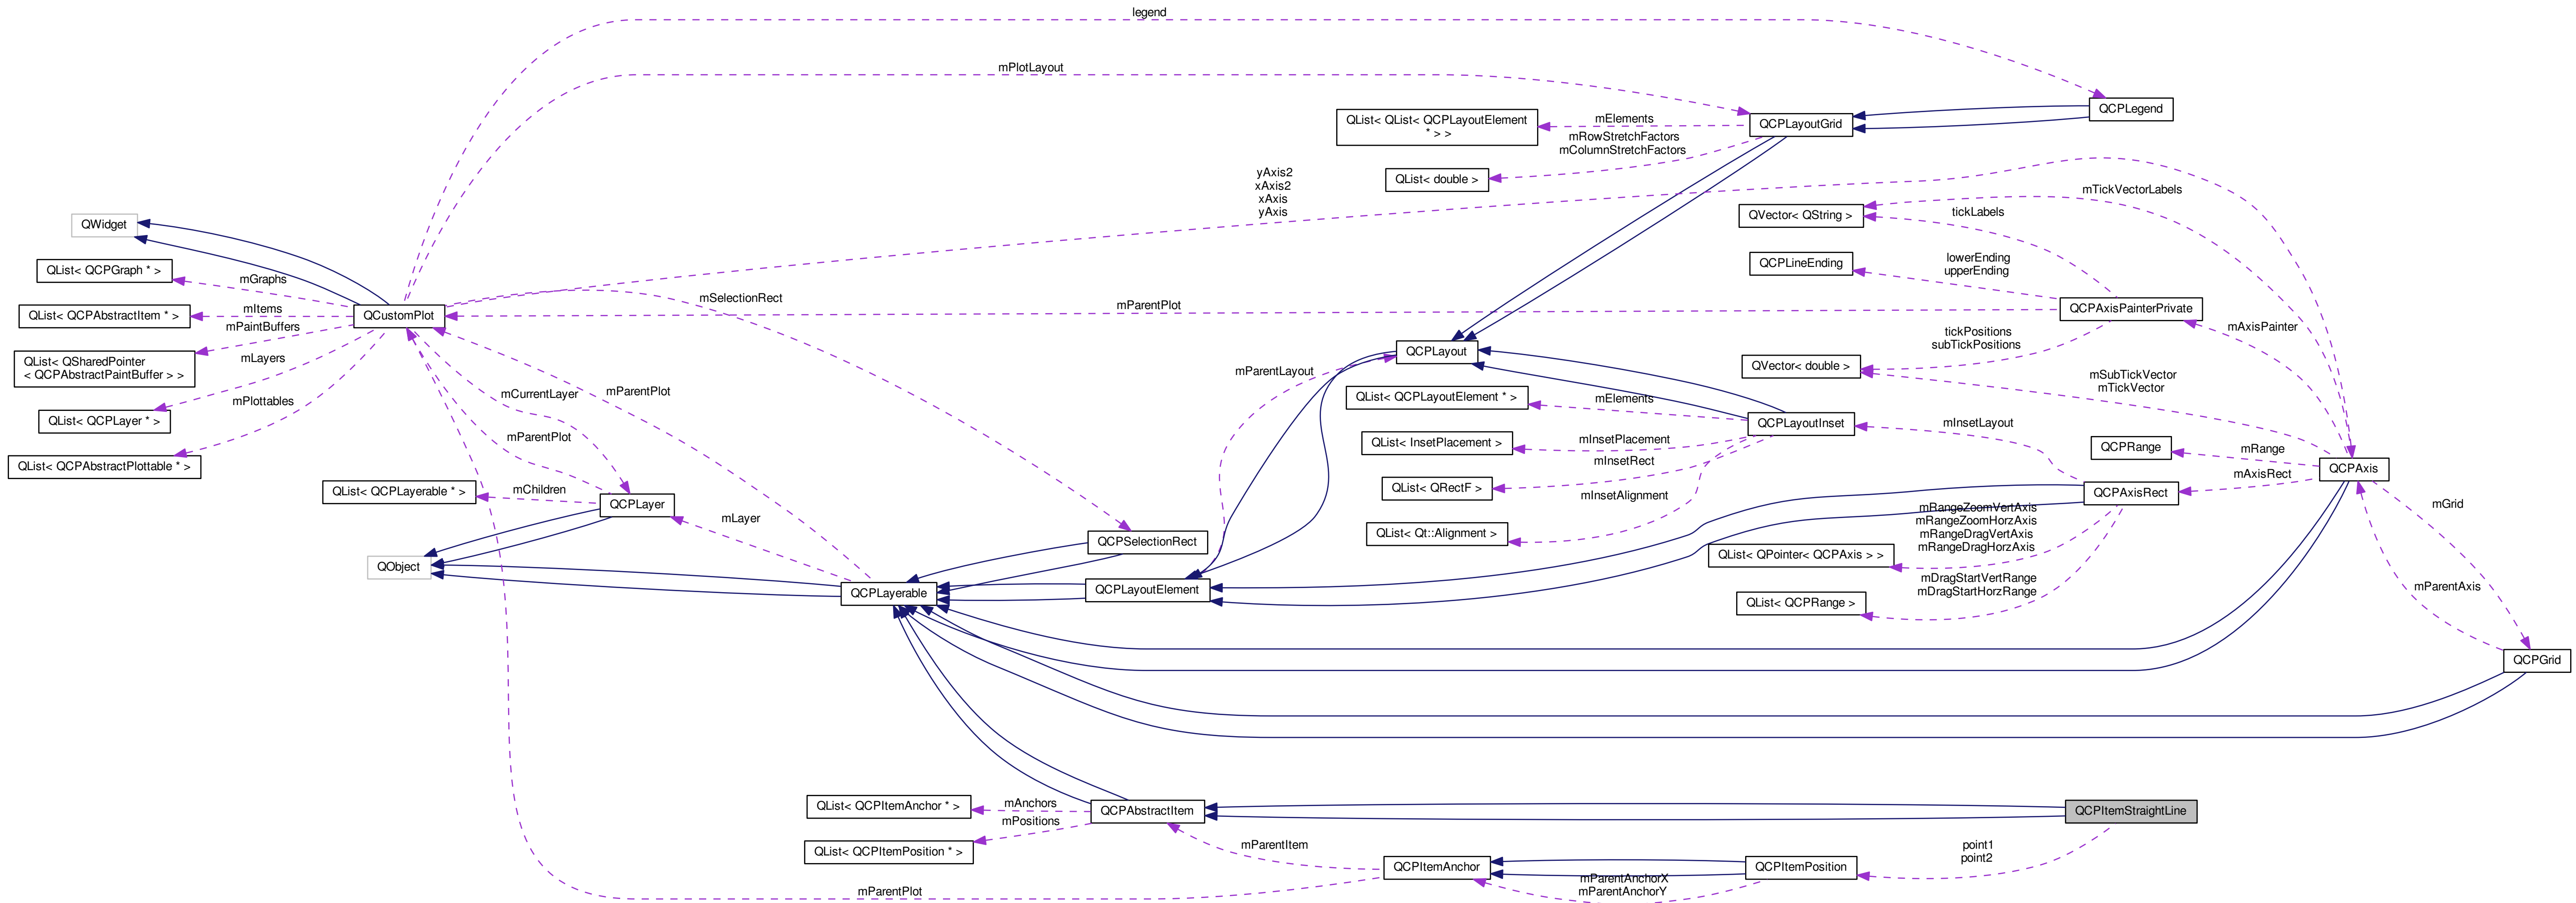 legend
mPlotLayout
QCPLegend
QList< QList< QCPLayoutElement
* > >
mElements
QCPLayoutGrid
mRowStretchFactors
mColumnStretchFactors
QList< double >
yAxis2
xAxis2
xAxis
yAxis
mTickVectorLabels
QVector< QString >
tickLabels
QWidget
QList< QCPGraph * >
mGraphs
QCPLineEnding
lowerEnding
upperEnding
mSelectionRect
mParentPlot
QCPAxisPainterPrivate
QList< QCPAbstractItem * >
mItems
QCustomPlot
mPaintBuffers
mAxisPainter
tickPositions
subTickPositions
QCPLayout
QList< QSharedPointer
< QCPAbstractPaintBuffer > >
mLayers
QVector< double >
mParentLayout
mSubTickVector
mTickVector
mCurrentLayer
mParentPlot
QList< QCPLayoutElement * >
mElements
mPlottables
QList< QCPLayer * >
QCPLayoutInset
mInsetLayout
mParentPlot
QList< InsetPlacement >
mInsetPlacement
QCPRange
mRange
QCPAxis
QList< QCPAbstractPlottable * >
mInsetRect
mAxisRect
QList< QCPLayerable * >
mChildren
QList< QRectF >
mInsetAlignment
QCPAxisRect
QCPLayer
mGrid
mLayer
mRangeZoomVertAxis
mRangeZoomHorzAxis
mRangeDragVertAxis
mRangeDragHorzAxis
QList< Qt::Alignment >
QCPSelectionRect
QList< QPointer< QCPAxis > >
QObject
QCPLayerable
QCPLayoutElement
mDragStartVertRange
mDragStartHorzRange
mParentAxis
QList< QCPRange >
QCPGrid
QList< QCPItemAnchor * >
mAnchors
QCPAbstractItem
QCPItemStraightLine
mPositions
QList< QCPItemPosition * >
mParentItem
point1
point2
QCPItemAnchor
QCPItemPosition
mParentPlot
mParentAnchorX
mParentAnchorY